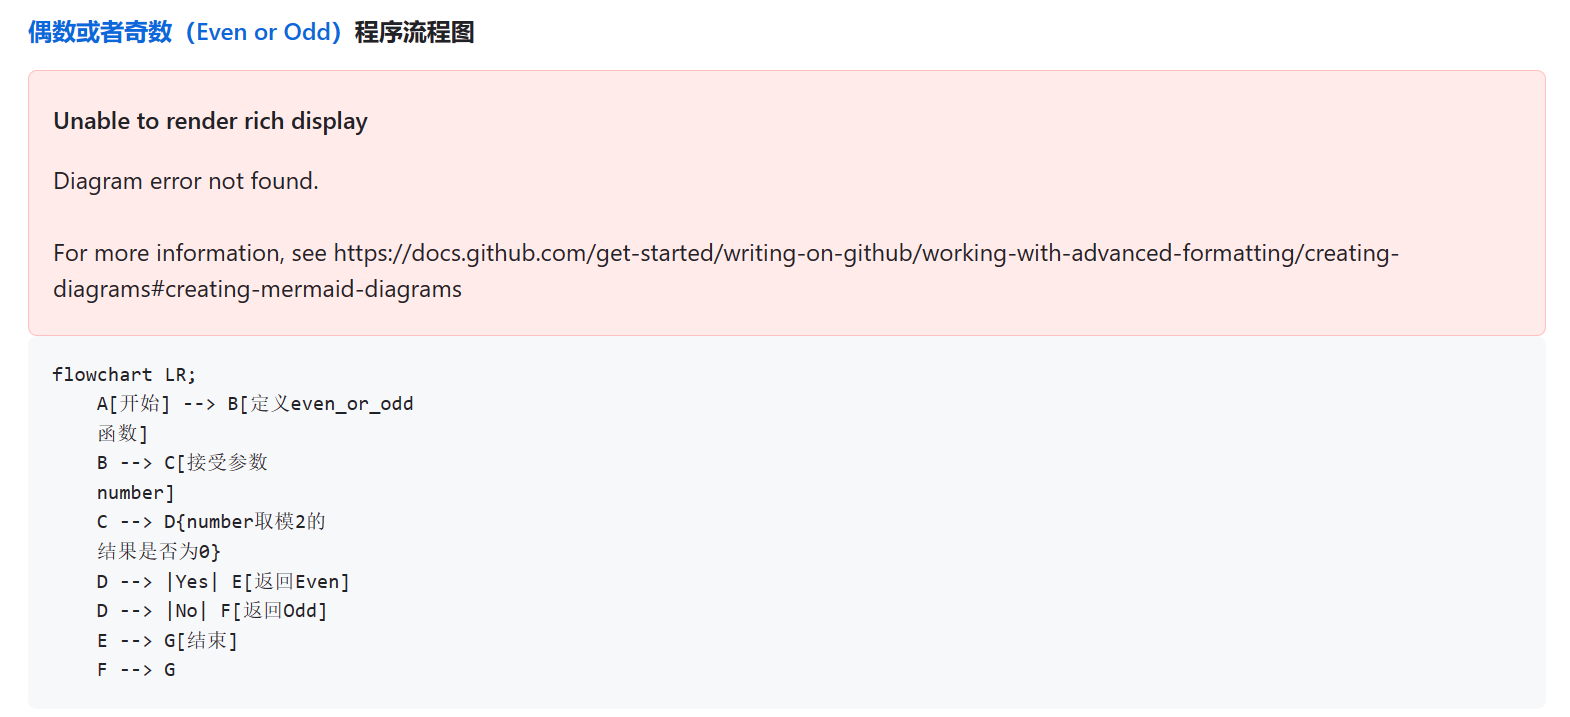 偶数或者奇数（Even or Odd）程序流程图
Unable to render rich display
Diagram error not found.
For more information, see https://docs.github.com/get-started/writing-on-github/working-with-advanced-formatting/creating-
diagrams#creating-mermaid-diagrams
flowchart LR;
    A[开始] --> B[定义even_or_odd
    函数]
    B --> C[接受参数
    number]
    C --> D{number取模2的
    结果是否为0}
    D --> |Yes| E[返回Even]
    D --> |No| F[返回Odd]
    E --> G[结束]
    F --> G